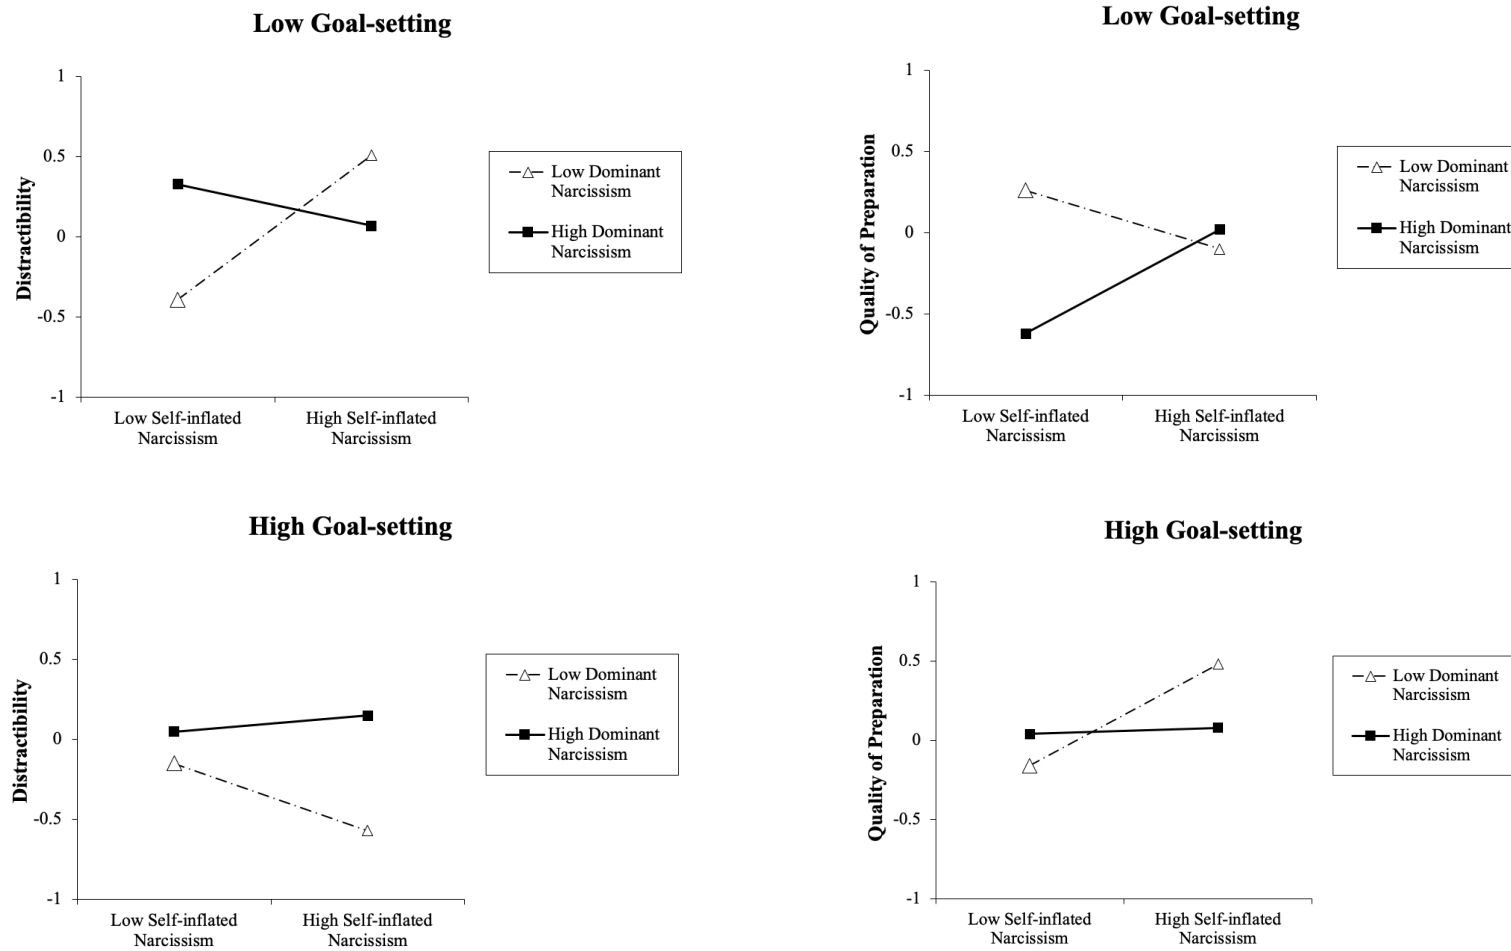 Low Goal-setting
1
0.5
0
-0.5
-1
Distractibility
Low Self-inflated
Narcissism
High Self-inflated
Narcissism
Low Dominant
Narcissism
High Dominant
Narcissism
Low Goal-setting
1
0.5
0
-0.5
-1
Quality of Preparation
Low Self-inflated
Narcissism
High Self-inflated
Narcissism
Low Dominant
Narcissism
High Dominant
Narcissism
High Goal-setting
1
0.5
0
-0.5
-1
Distractibility
Low Self-inflated
Narcissism
High Self-inflated
Narcissism
Low Dominant
Narcissism
High Dominant
Narcissism
High Goal-setting
1
0.5
0
-0.5
-1
Quality of Preparation
Low Self-inflated
Narcissism
High Self-inflated
Narcissism
Low Dominant
Narcissism
High Dominant
Narcissism